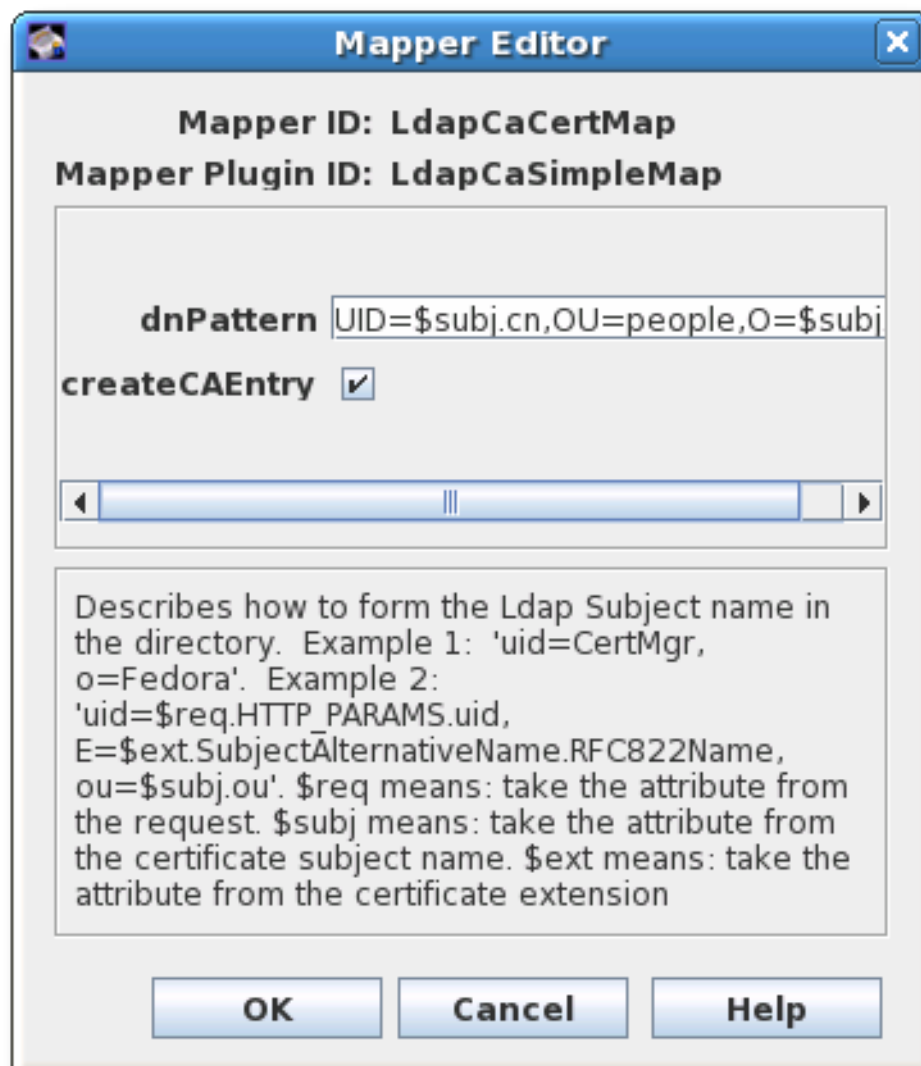 Mapper Editor
Mapper ID: LdapCaCertMap
Mapper Plugin ID: LdapCaSimpleMap
dnPattern UID=$subj.cn,OU=people,O=$subj.
createCAEntry
Describes how to form the Ldap Subject name in
the directory.  Example 1:  'uid=CertMgr,
o=Fedora'.  Example 2:
'uid=$req.HTTP_PARAMS.uid,
E=$ext.SubjectAlternativeName.RFC822Name,
ou=$subj.ou'. $req means: take the attribute from
the request. $subj means: take the attribute from
the certificate subject name. $ext means: take the
attribute from the certificate extension
OK Cancel Help